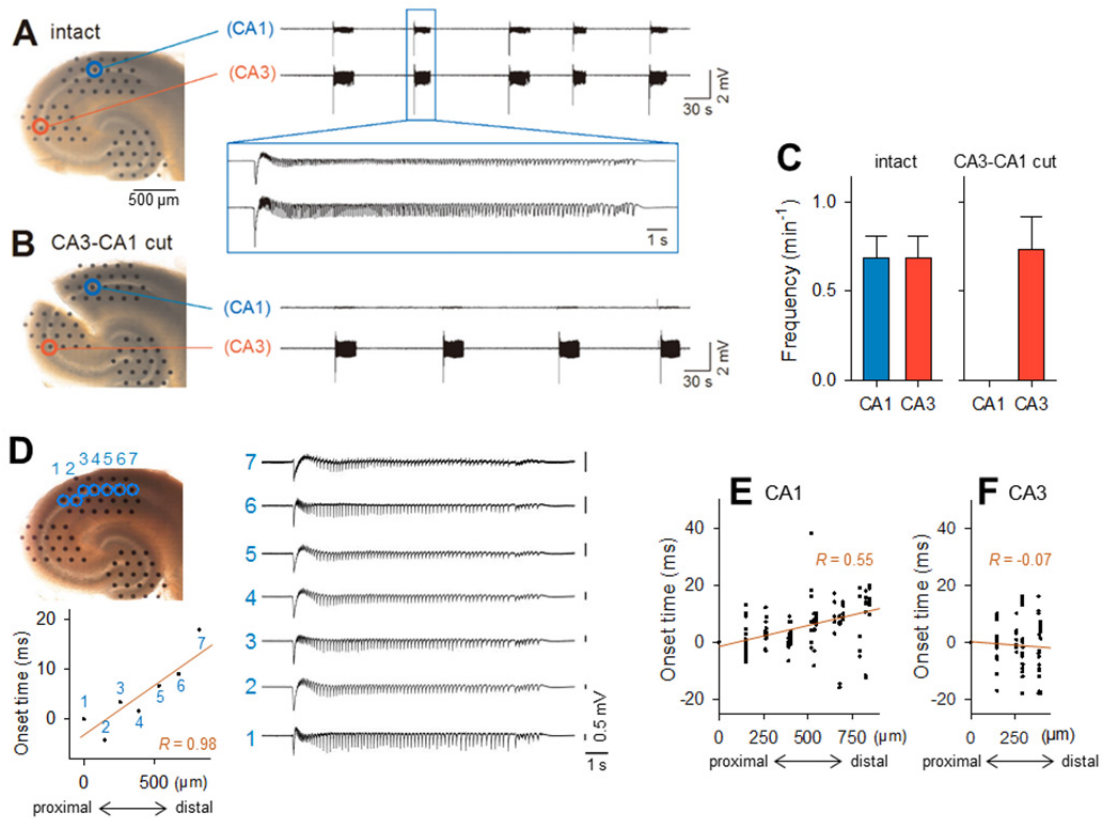 A intact
(CA1)
(CA3)
2 mV
30 s
500 µm
1 s
B CA3-CA1 cut
(CA1)
(CA3)
2 mV
30 s
C
intact CA3-CA1 cut
Frequency (min-1)
1.0
0.5
0.0
CA1 CA3 CA1 CA3
D
1 2 3 4 5 6 7
7
6
5
4
3
2
1
0.5 mV
1 s
Onset time (ms)
20
10
0
1
2
3
4
5
6
7
R = 0.98
0 500 (µm)
proximal distal
E CA1
Onset time (ms)
40
20
0
-20
R = 0.55
0 250 500 750 (µm)
proximal distal
F CA3
Onset time (ms)
40
20
0
-20
R = -0.07
0 250 (µm)
proximal distal